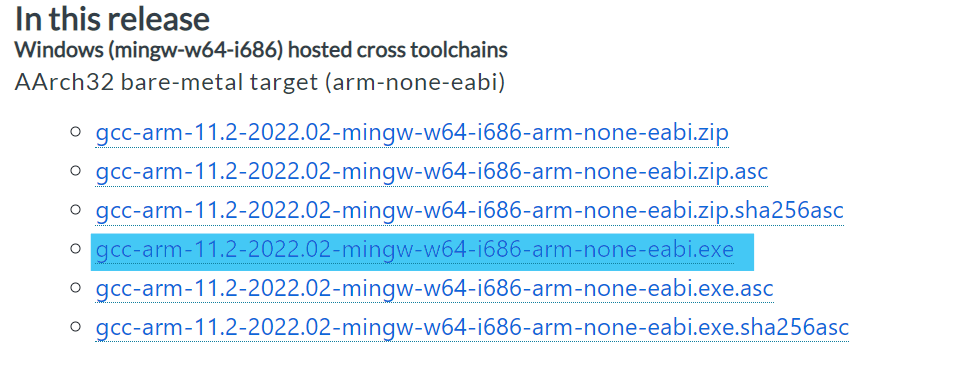 In this release
Windows (mingw-w64-i686) hosted cross toolchains
AArch32 bare-metal target (arm-none-eabi)
gcc-arm-11.2-2022.02-mingw-w64-i686-arm-none-eabi.zip
gcc-arm-11.2-2022.02-mingw-w64-i686-arm-none-eabi.zip.asc
gcc-arm-11.2-2022.02-mingw-w64-i686-arm-none-eabi.zip.sha256asc
gcc-arm-11.2-2022.02-mingw-w64-i686-arm-none-eabi.exe
gcc-arm-11.2-2022.02-mingw-w64-i686-arm-none-eabi.exe.asc
gcc-arm-11.2-2022.02-mingw-w64-i686-arm-none-eabi.exe.sha256asc